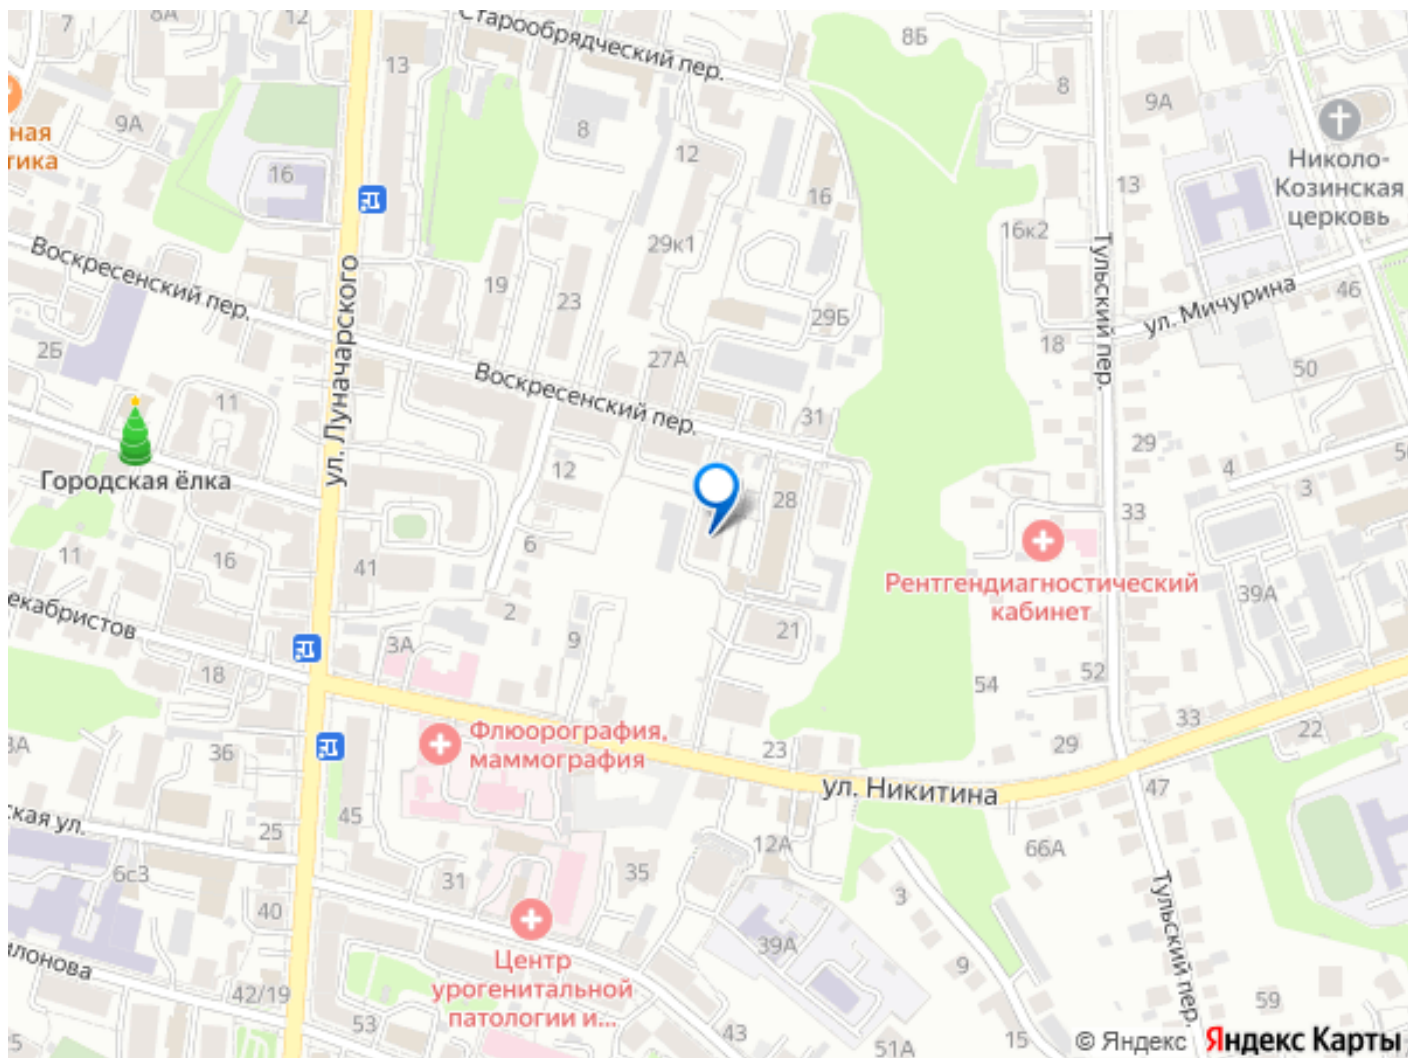 7
8А
12
Старообрядческий пер.
8Б
13
8
9А
ная
тика
9А
8
12
Николо-
Козинская
церковь
16
16
13
29к1
16к2
Воскресенский пер.
ул. Луначарского
19
23
29Б
Тульский пер.
ул. Мичурина
46
18
2Б
27А
50
Воскресенский пер.
11
31
29
Городская ёлка
12
28
4
3
33
11
16
41
6
Рентгендиагностический
кабинет
39А
екабристов
2
9
21
3А
18
52
54
33
22
Флюорография,
маммография
23
29
3А
36
ул. Никитина
47
45
ская ул.
25
12А
66А
6с3
31
35
3
Тульский пер.
40
39А
Центр
урогенитальной
патологии и...
илонова
42/19
9
59
53
43
15
51А
5
© Яндекс
Яндекс Карты